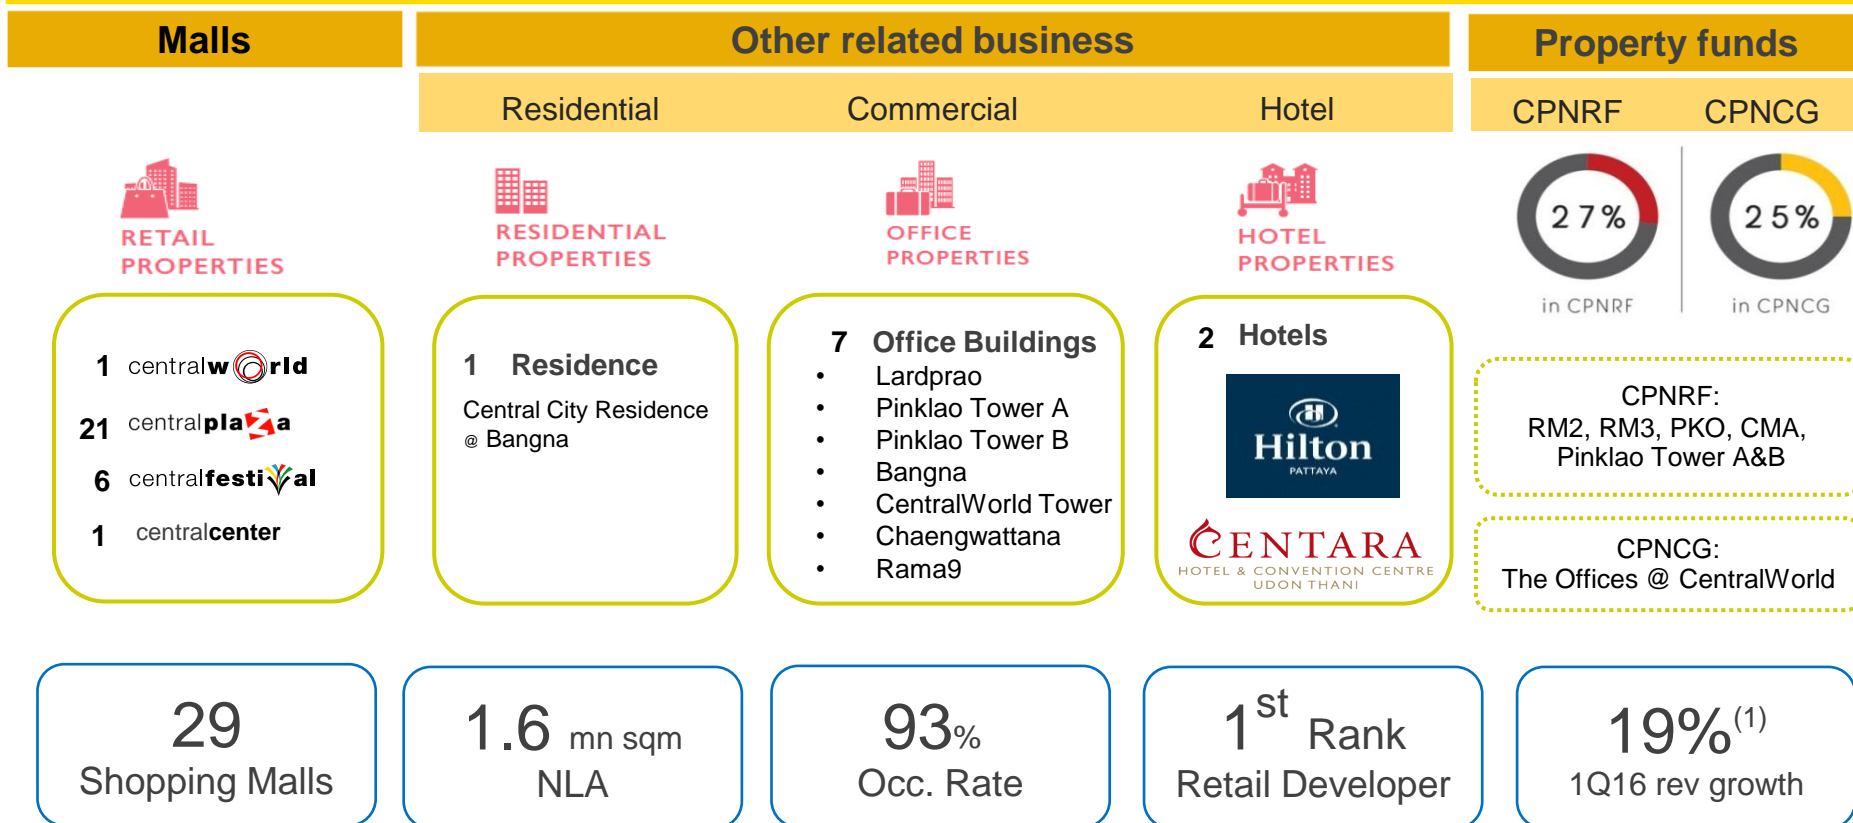 Malls
Other related business
Property funds
Residential
Commercial
Hotel
CPNRF
CPNCG
RETAIL
PROPERTIES
RESIDENTIAL
PROPERTIES
OFFICE
PROPERTIES
HOTEL
PROPERTIES
27%
in CPNRF
25%
in CPNCG
1 centralworld
21 centralplaza
6 centralfestival
1 centralcenter
1 Residence
Central City Residence
@ Bangna
7 Office Buildings
• Lardprao
• Pinklao Tower A
• Pinklao Tower B
• Bangna
• CentralWorld Tower
• Chaengwattana
• Rama9
2 Hotels
H
Hilton
PATTAYA
CENTARA
HOTEL & CONVENTION CENTRE
UDON THANI
CPNRF:
RM2, RM3, PKO, CMA,
Pinklao Tower A&B
CPNCG:
The Offices @ CentralWorld
29
Shopping Malls
1.6 mn sqm
NLA
93%
Occ. Rate
1st Rank
Retail Developer
19%(1)
1Q16 rev growth